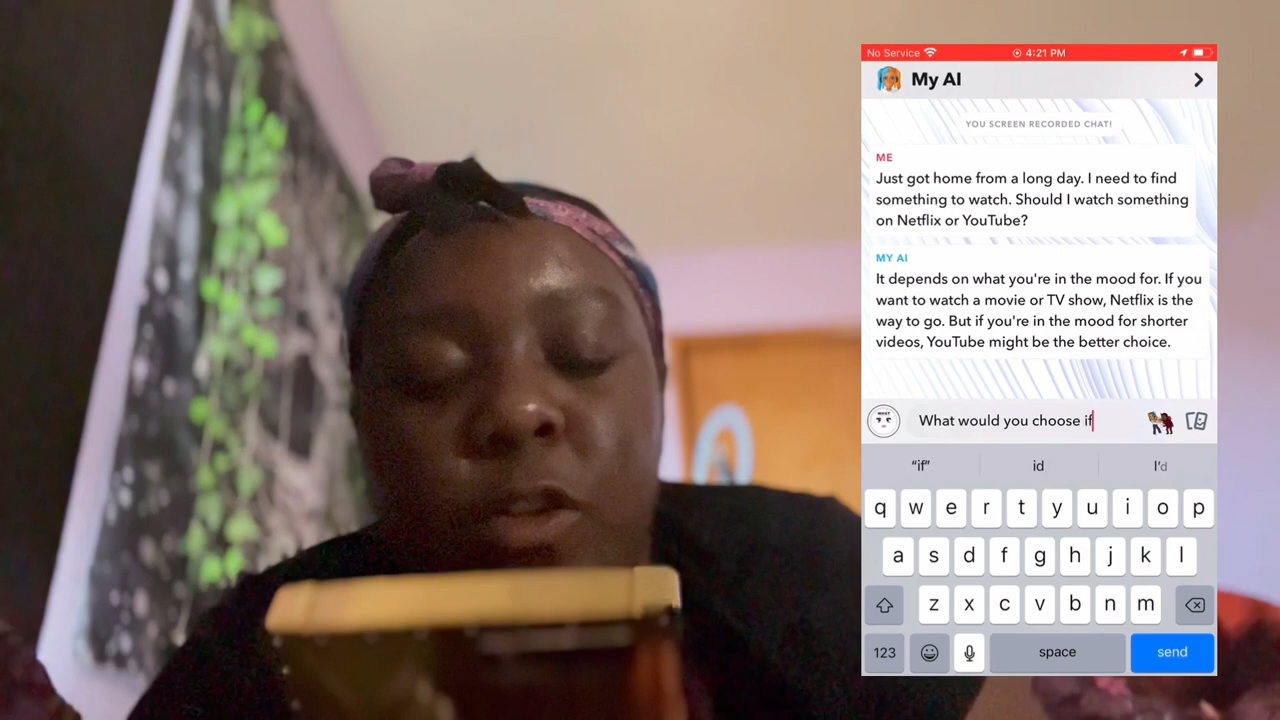 No Service 4:21 PM
My AI
YOU SCREEN RECORDED CHAT!
ME
Just got home from a long day. I need to find
something to watch. Should I watch something
on Netflix or YouTube?
MY AI
It depends on what you're in the mood for. If you
want to watch a movie or TV show, Netflix is the
way to go. But if you're in the mood for shorter
videos, YouTube might be the better choice.
What would you choose if
“if” id I'd
q w e r t y u i o p
a s d f g h j k l
z x c v b n m
123 space send